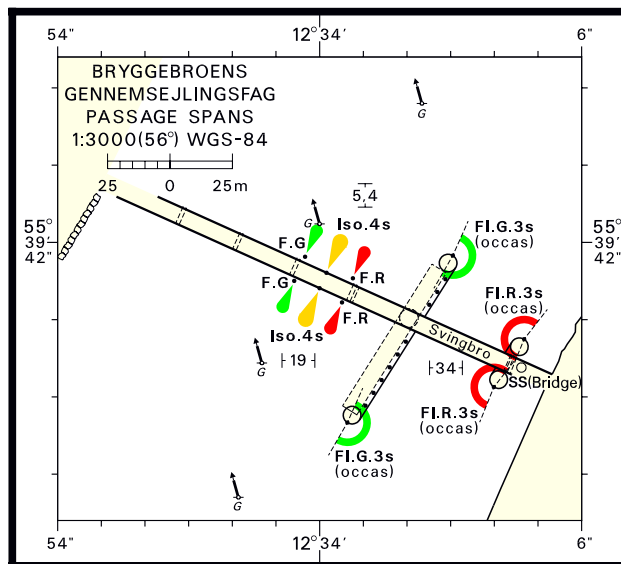 54"
12°34'
6"
BRYGGEBROENS
GENNEMSEJLINGSFAG
PASSAGE SPANS
1:3000(56°) WGS-84
25 0 25m
G
5,4
G
Iso.4s
F.G
Fl.G.3s
(occas)
55°
39'
42"
55°
39'
42"
F.G
F.R
Fl.R.3s
(occas)
F.R
Iso.4s
Svingbro
19
34
G
SS(Bridge)
Fl.R.3s
(occas)
Fl.G.3s
(occas)
G
54"
12°34'
6"